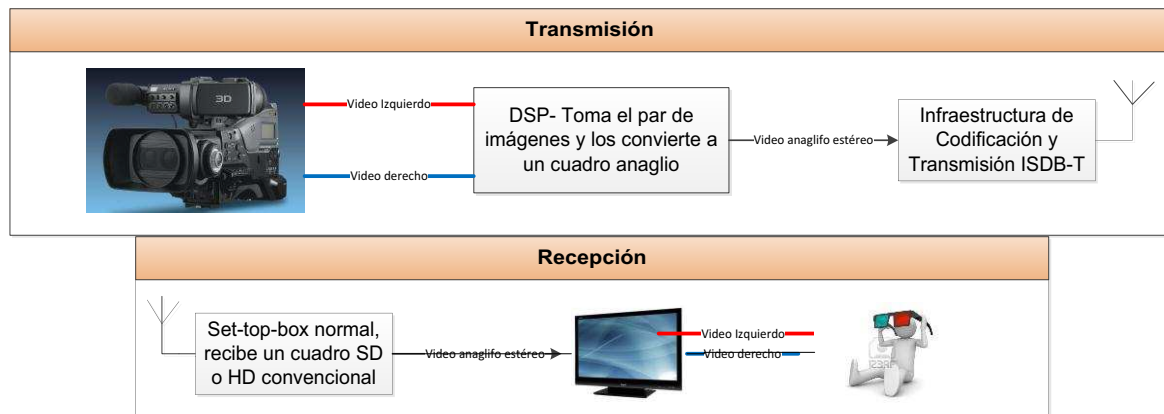 Transmisión
3D
Video Izquierdo
Video derecho
DSP- Toma el par de
imágenes y los convierte a
un cuadro anaglio
Video anaglifo estéreo
Infraestructura de
Codificación y
Transmisión ISDB-T
Recepción
Set-top-box normal,
recibe un cuadro SD
o HD convencional
Video anaglifo estéreo
Video Izquierdo
Video derecho